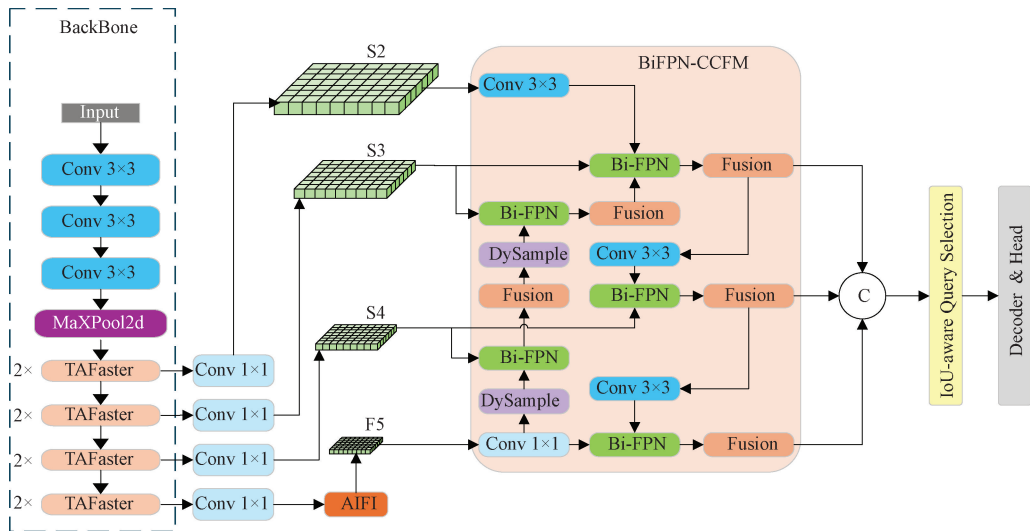 BackBone
Input
Conv 3×3
Conv 3×3
Conv 3×3
MaXPool2d
2×
TAFaster
2×
TAFaster
2×
TAFaster
2×
TAFaster
Conv 1×1
Conv 1×1
Conv 1×1
Conv 1×1
S2
S3
S4
F5
AIFI
BiFPN-CCFM
Conv 3×3
Bi-FPN
Fusion
Bi-FPN
Fusion
DySample
Conv 3×3
Fusion
Bi-FPN
Fusion
Bi-FPN
DySample
Conv 3×3
Conv 1×1
Bi-FPN
Fusion
C
IoU-aware Query Selection
Decoder & Head